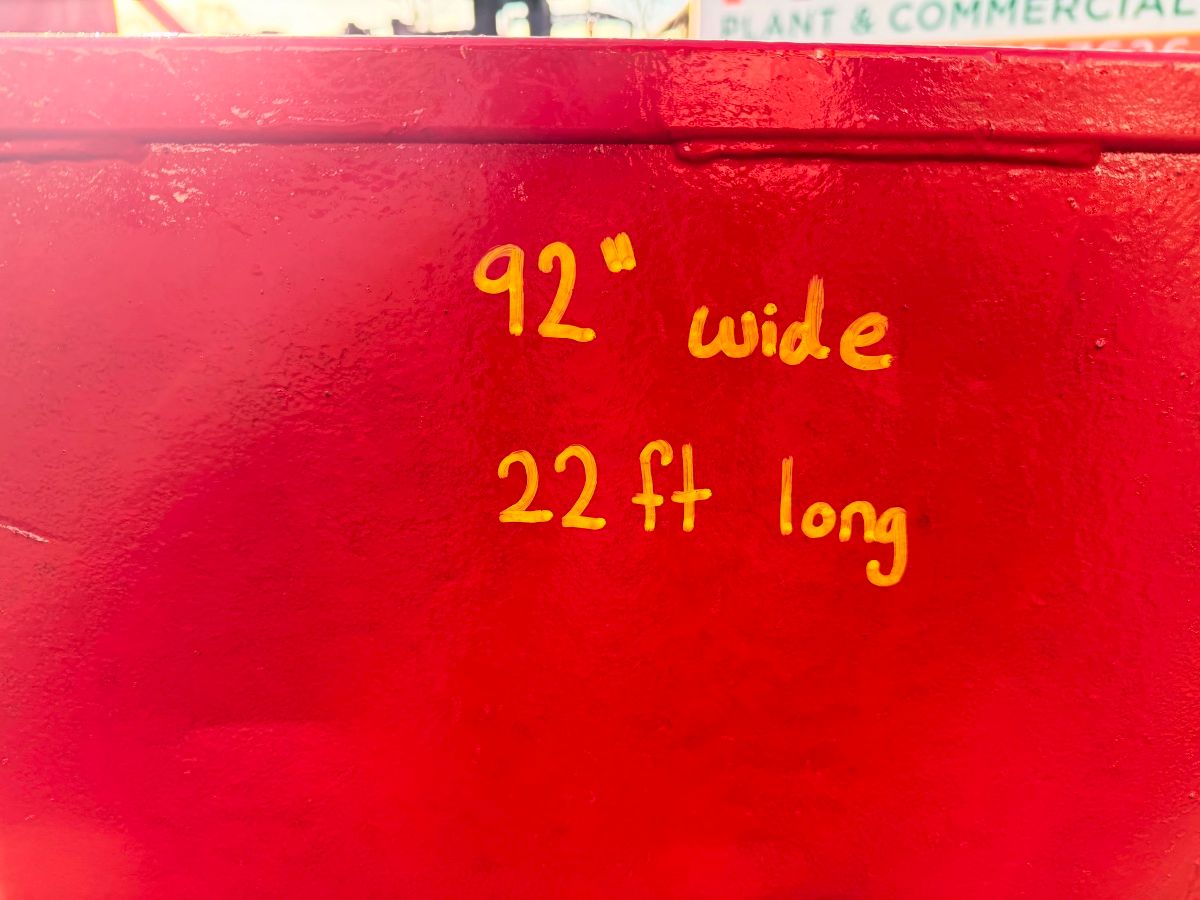 PLANT & COMMERCIAL
92" wide
22 ft long